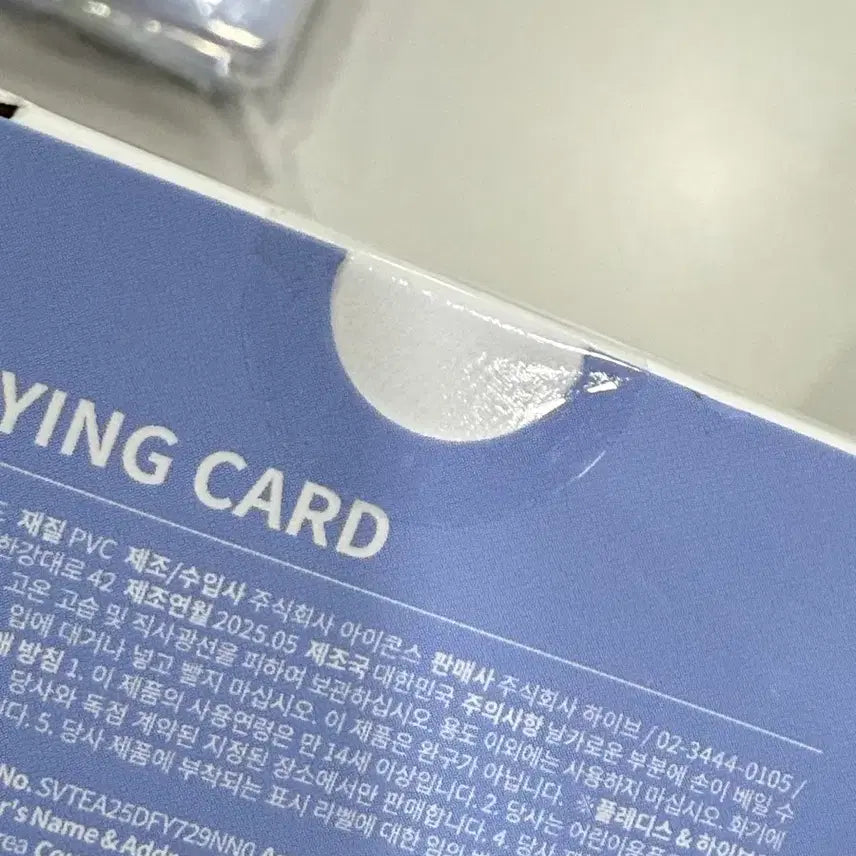 YING CARD
재질 PVC 제조/수입사 주식회사 아이콘스 판매사 주식회사 하이브 / 02-3444-0105 /
한강대로 42 제조연월 2025.05 제조국 대한민국 주의사항 날카로운 부분에 손이 베일 수
고온 고습 및 직사광선을 피하여 보관하십시오. 용도 이외에는 사용하지 마십시오. 화기에
입에 대거나 넣고 빨지 마십시오. 이 제품은 완구가 아닙니다. ※플레디스 & 하이브
방침 1. 이 제품의 사용연령은 만 14세 이상입니다. 2. 당사는 어린이용
당사와 독점 계약된 지정된 장소에서만 판매합니다. 4. 당사
니다. 5. 당사 제품에 부착되는 표시 라벨에 대한 임의
No. SVTEA25DFY729NN0
r's Name & Addr
rea